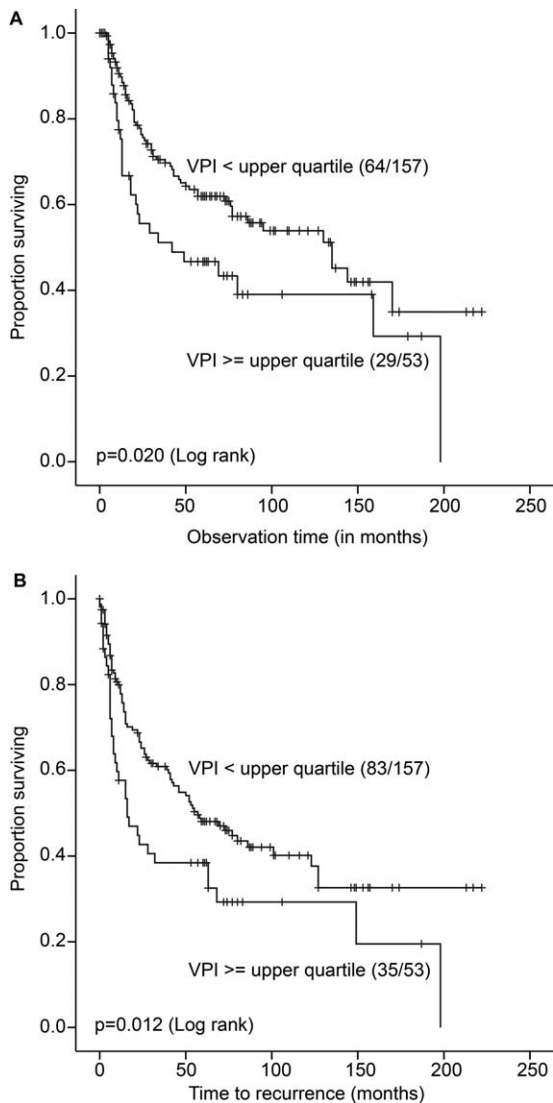 A
1.0
0.8
0.6
0.4
0.2
0.0
Proportion surviving
VPI < upper quartile (64/157)
VPI >= upper quartile (29/53)
p=0.020 (Log rank)
0 50 100 150 200 250
Observation time (in months)
B
1.0
0.8
0.6
0.4
0.2
0.0
Proportion surviving
VPI < upper quartile (83/157)
VPI >= upper quartile (35/53)
p=0.012 (Log rank)
0 50 100 150 200 250
Time to recurrence (months)